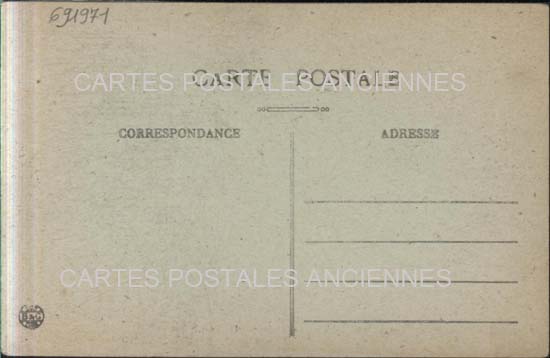 691971
CARTE POSTALE
CARTES POSTALES ANCIENNES
CORRESPONDANCE
ADRESSE
CARTES POSTALES ANCIENNES